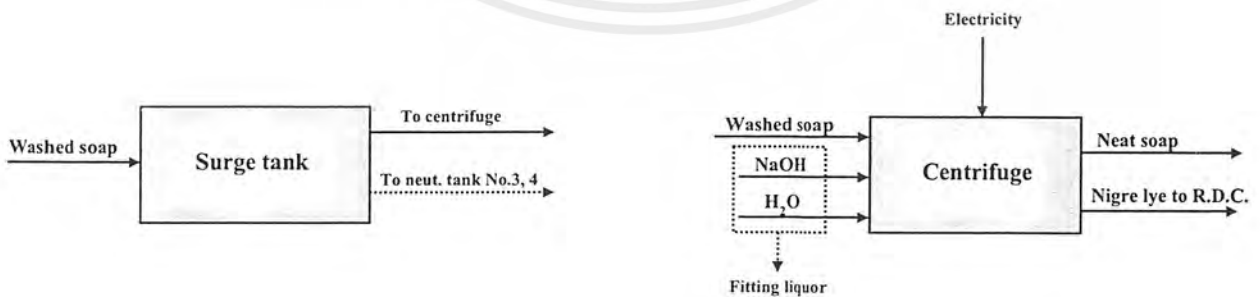 Electricity
To centrifuge
Washed soap
Surge tank
To neut. tank No.3, 4
Washed soap
NaOH
H₂O
Centrifuge
Neat soap
Nigre lye to R.D.C.
Fitting liquor